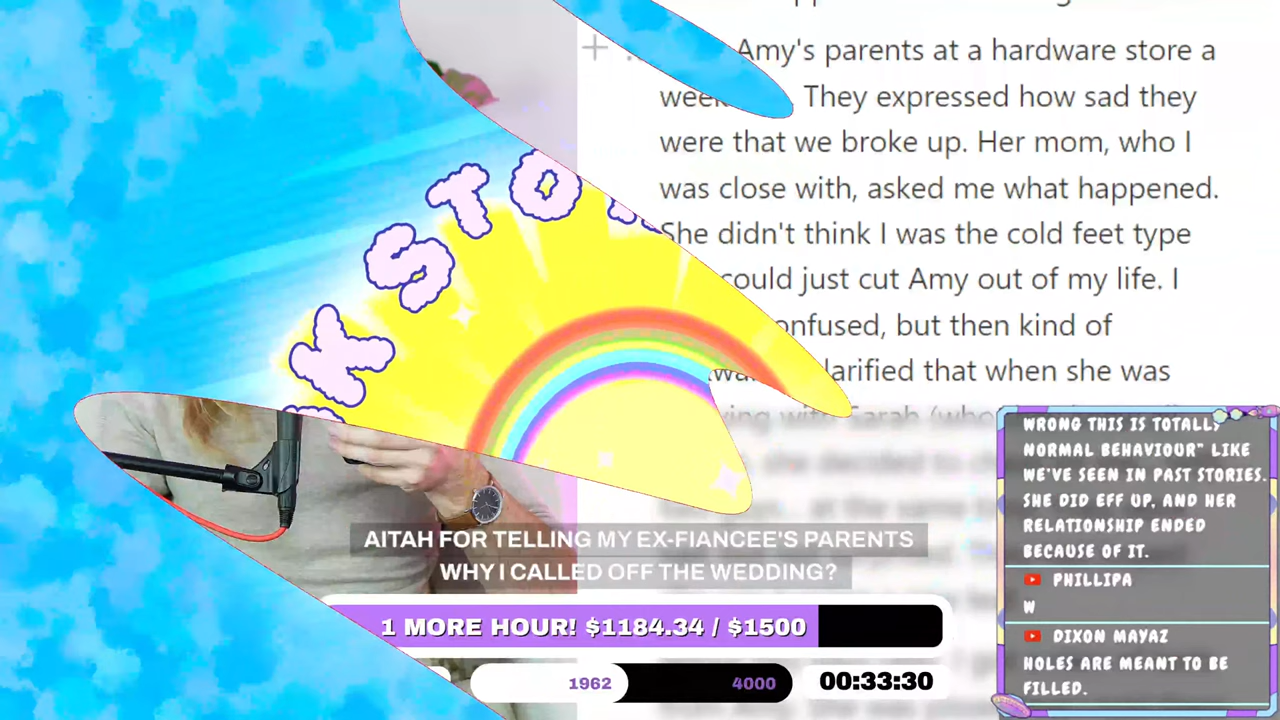 Amy's parents at a hardware store a
They expressed how sad they
were that we broke up. Her mom, who I
was close with, asked me what happened.
She didn't think I was the cold feet type
could just cut Amy out of my life. I
confused, but then kind of
clarified that when she was
K STO
AITAH FOR TELLING MY EX-FIANCEE'S PARENTS
WHY I CALLED OFF THE WEDDING?
1 MORE HOUR! $1184.34 / $1500
1962
4000
00:33:30
WRONG THIS IS TOTALLY
NORMAL BEHAVIOUR" LIKE
WE'VE SEEN IN PAST STORIES.
SHE DID EFF UP, AND HER
RELATIONSHIP ENDED
BECAUSE OF IT.
PHILLIPA
W
DIXON MAYAZ
HOLES ARE MEANT TO BE
FILLED.